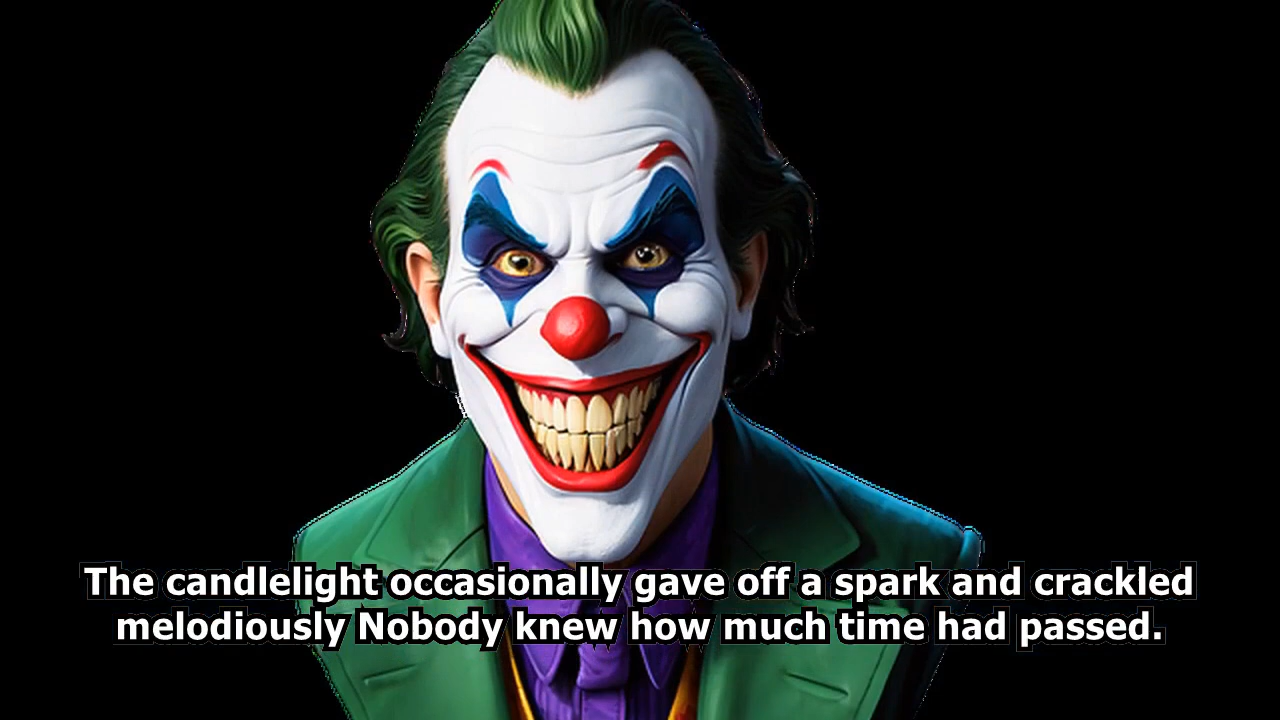 The candlelight occasionally gave off a spark and crackled
melodiously Nobody knew how much time had passed.